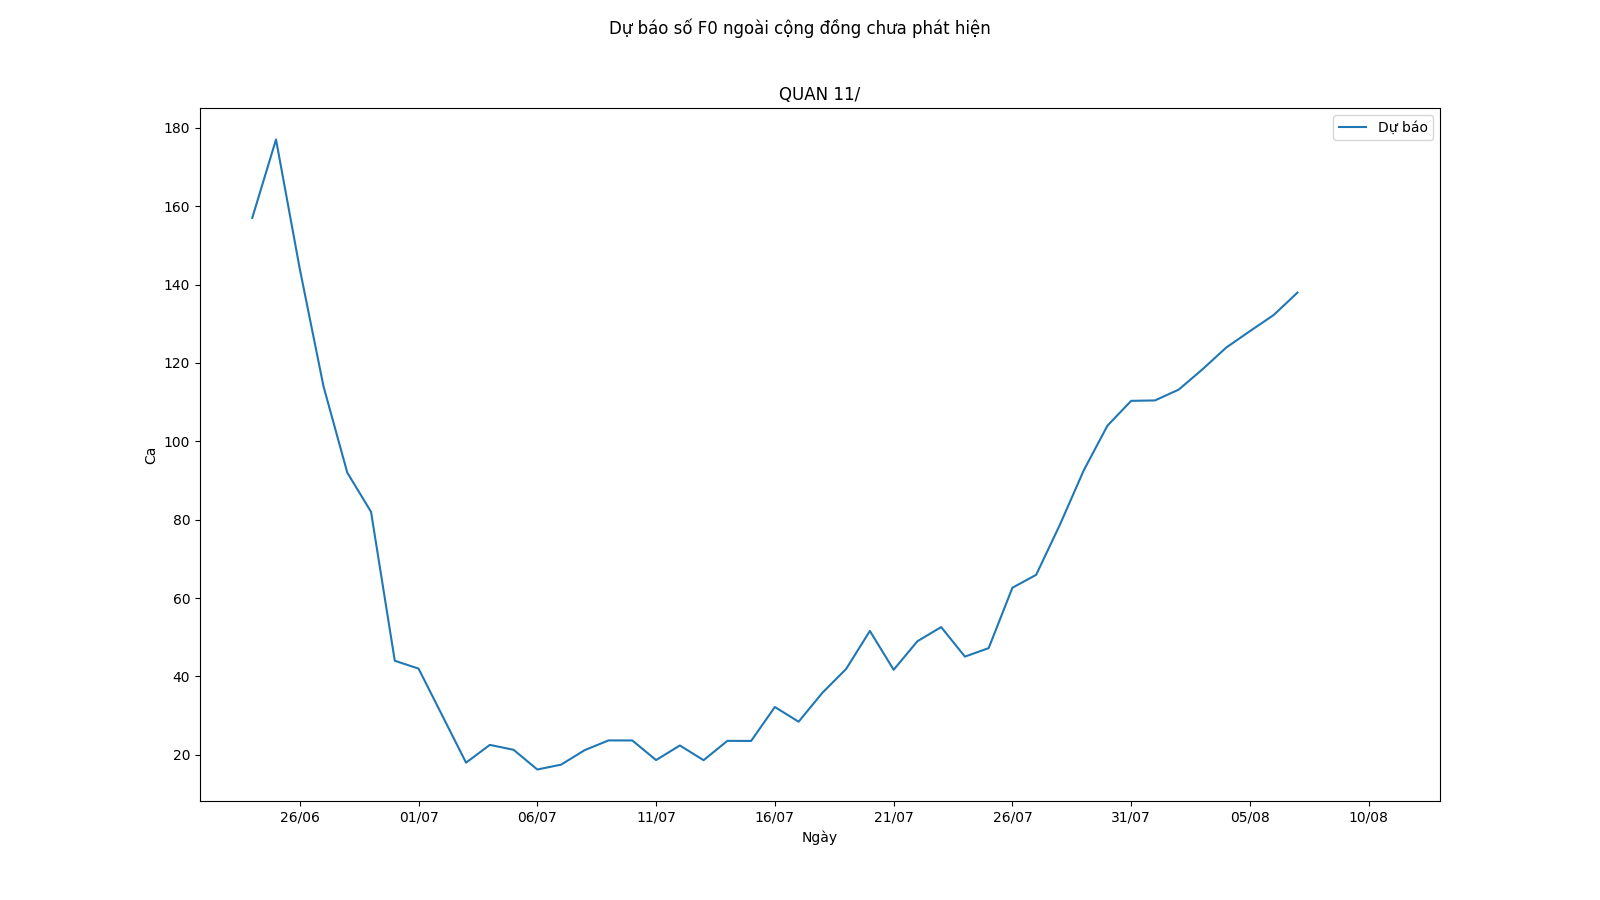 Dự báo số F0 ngoài cộng đồng chưa phát hiện
QUAN 11/
Dự báo
180
160
140
120
100
80
60
40
20
Ca
26/06 01/07 06/07 11/07 16/07 21/07 26/07 31/07 05/08 10/08
Ngày